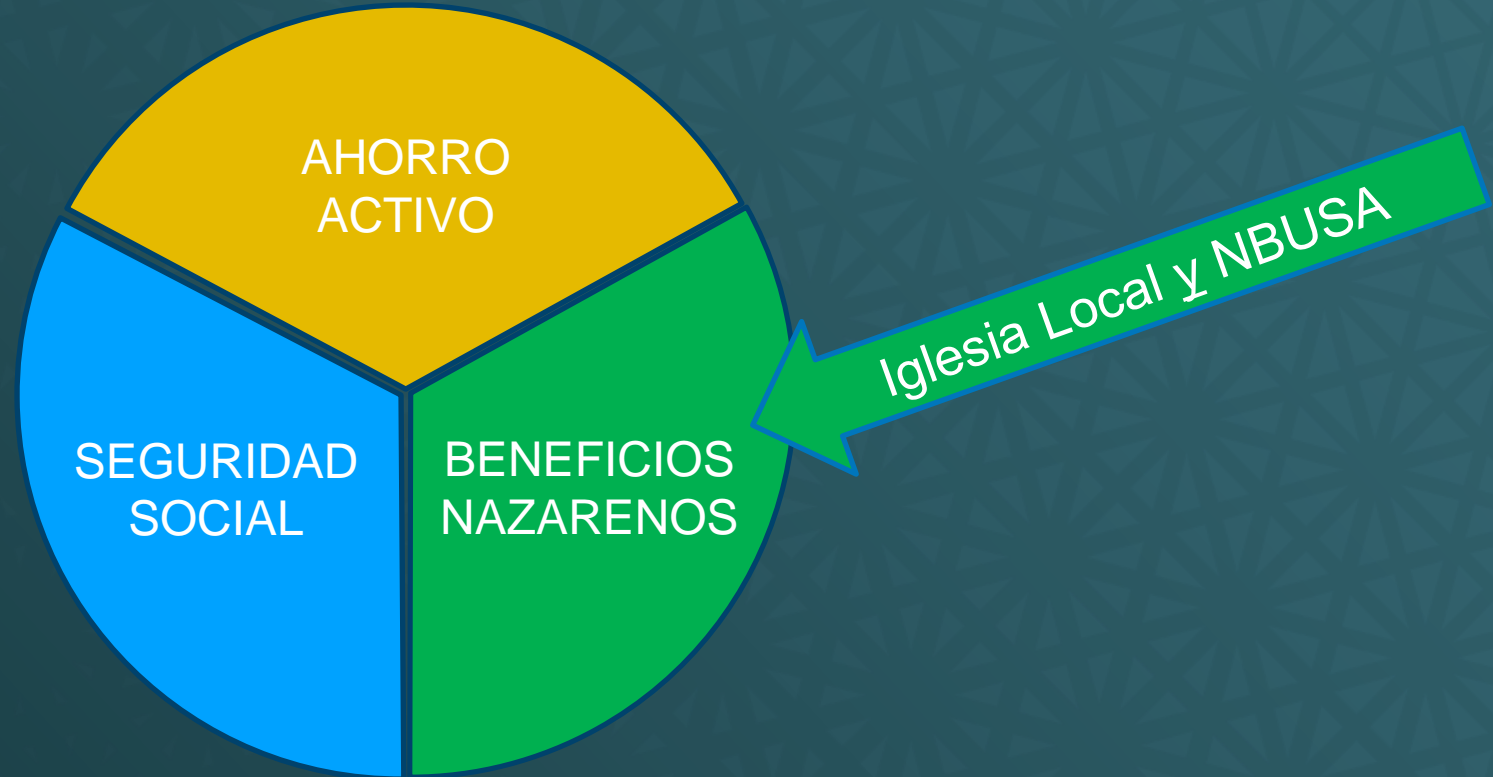 AHORRO
ACTIVO
Iglesia Local y NBUSA
SEGURIDAD
SOCIAL
BENEFICIOS
NAZARENOS